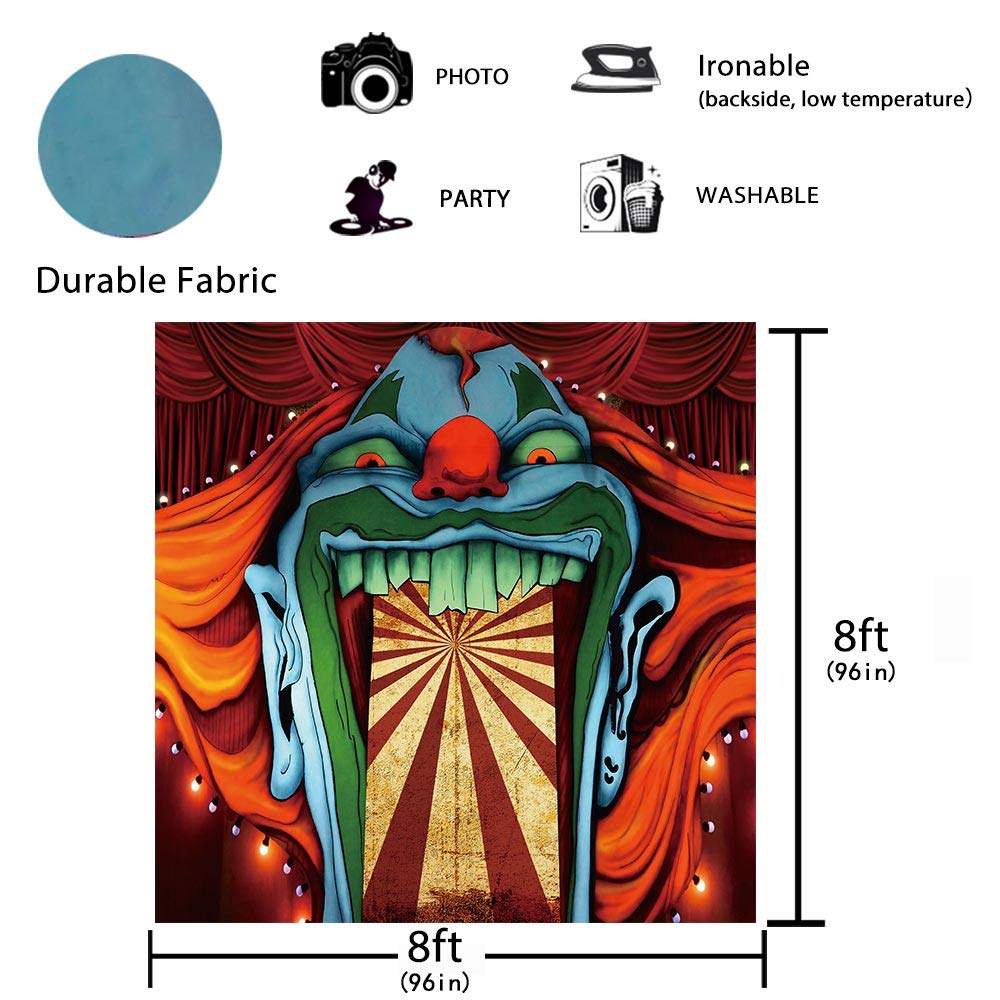 PHOTO
Ironable
(backside, low temperature)
PARTY
WASHABLE
Durable Fabric
8ft
(96in)
8ft
(96in)